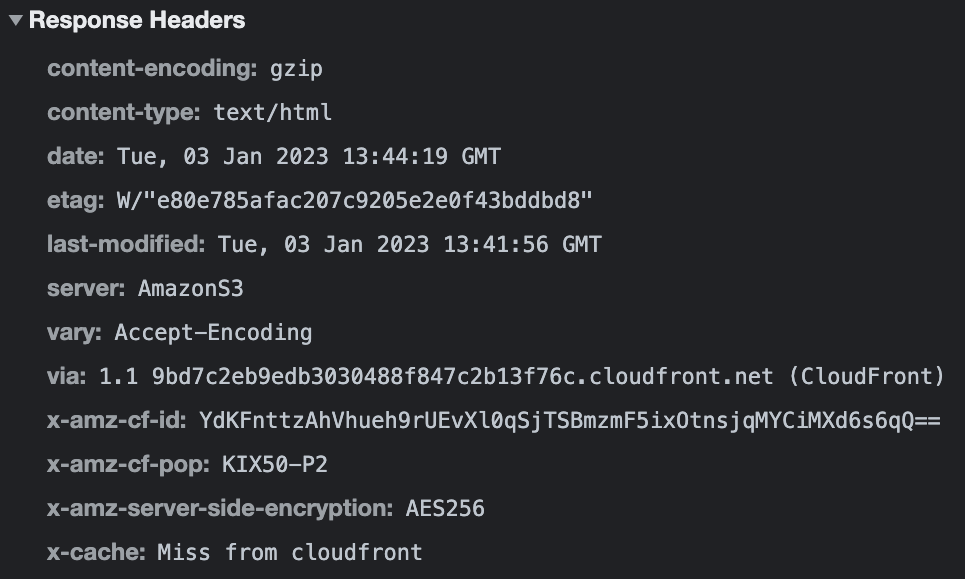 Response Headers
content-encoding: gzip
content-type: text/html
date: Tue, 03 Jan 2023 13:44:19 GMT
etag: W/"e80e785afac207c9205e2e0f43bddbd8"
last-modified: Tue, 03 Jan 2023 13:41:56 GMT
server: AmazonS3
vary: Accept-Encoding
via: 1.1 9bd7c2eb9edb3030488f847c2b13f76c.cloudfront.net (CloudFront)
x-amz-cf-id: YdKFnttzAhVhueh9rUEvXl0qSjTSBmzmF5ixOtnsjqMYCiMXd6s6qQ==
x-amz-cf-pop: KIX50-P2
x-amz-server-side-encryption: AES256
x-cache: Miss from cloudfront